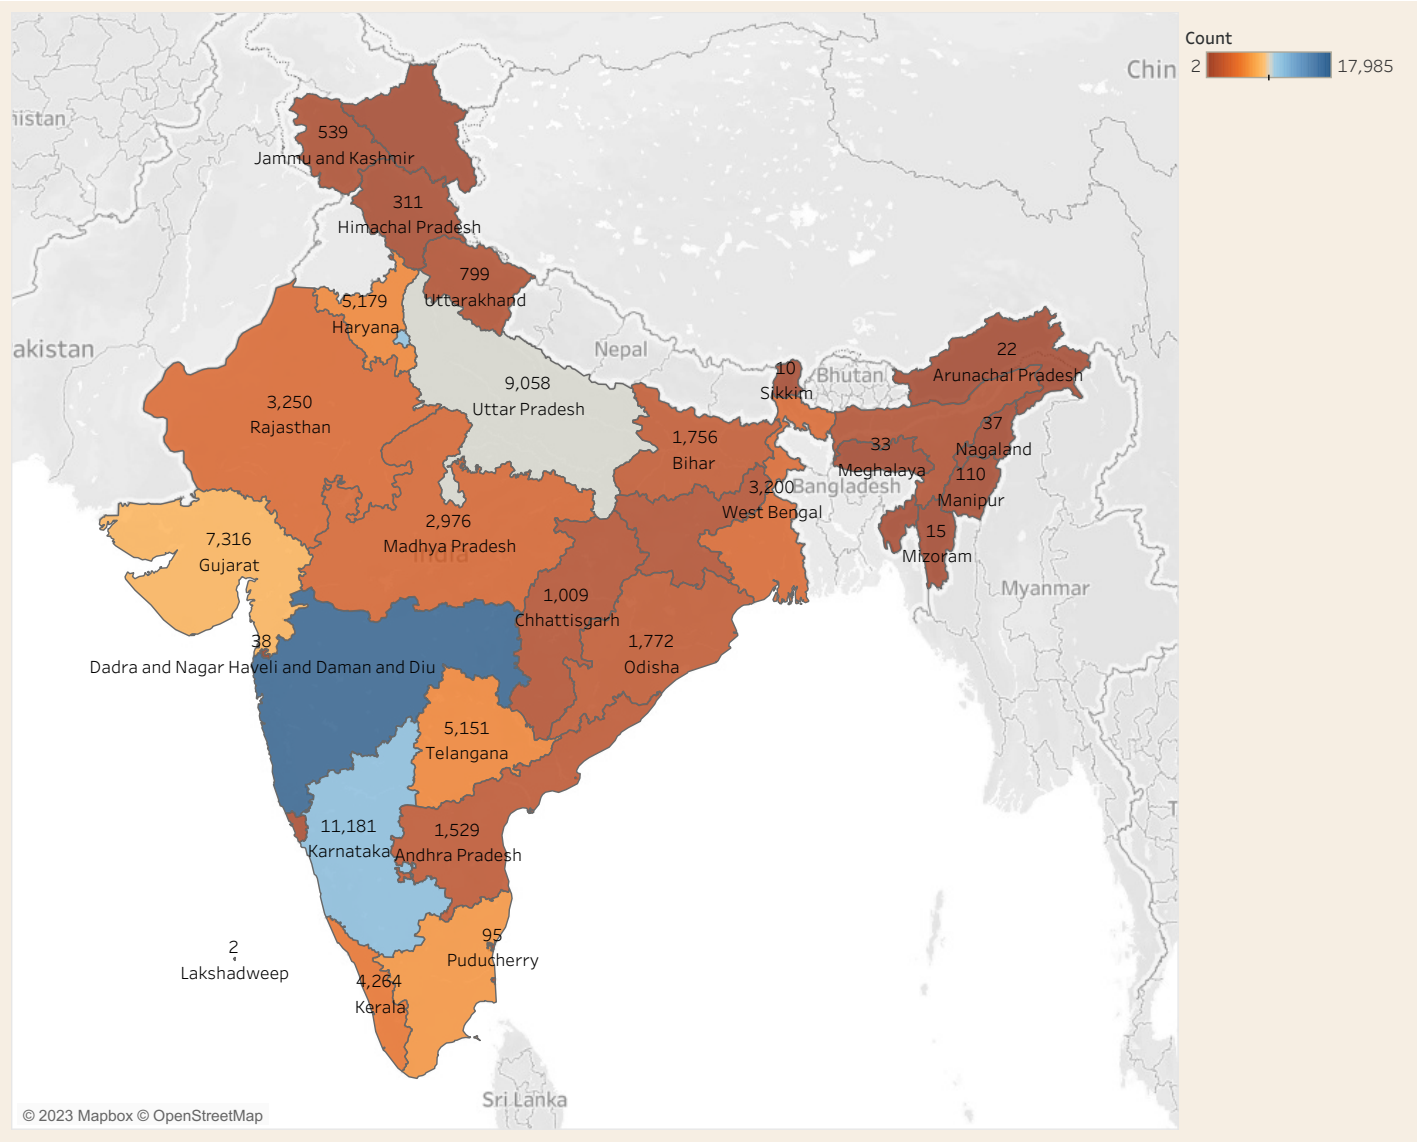 Count
2 17,985
Chin
nistan
539
Jammu and Kashmir
311
Himachal Pradesh
799
Uttarakhand
5,179
Haryana
akistan
Nepal
10
Sikkim
Bhutan
22
Arunachal Pradesh
9,058
Uttar Pradesh
3,250
Rajasthan
1,756
Bihar
37
Nagaland
33
Meghalaya
110
Manipur
3,200
Bangladesh
West Bengal
2,976
Madhya Pradesh
India
7,316
Gujarat
15
Mizoram
Myanmar
1,009
Chhattisgarh
1,772
Odisha
38
Dadra and Nagar Haveli and Daman and Diu
5,151
Telangana
T
11,181
Karnataka
1,529
Andhra Pradesh
95
Puducherry
2
Lakshadweep
4,264
Kerala
Sri Lanka
© 2023 Mapbox © OpenStreetMap